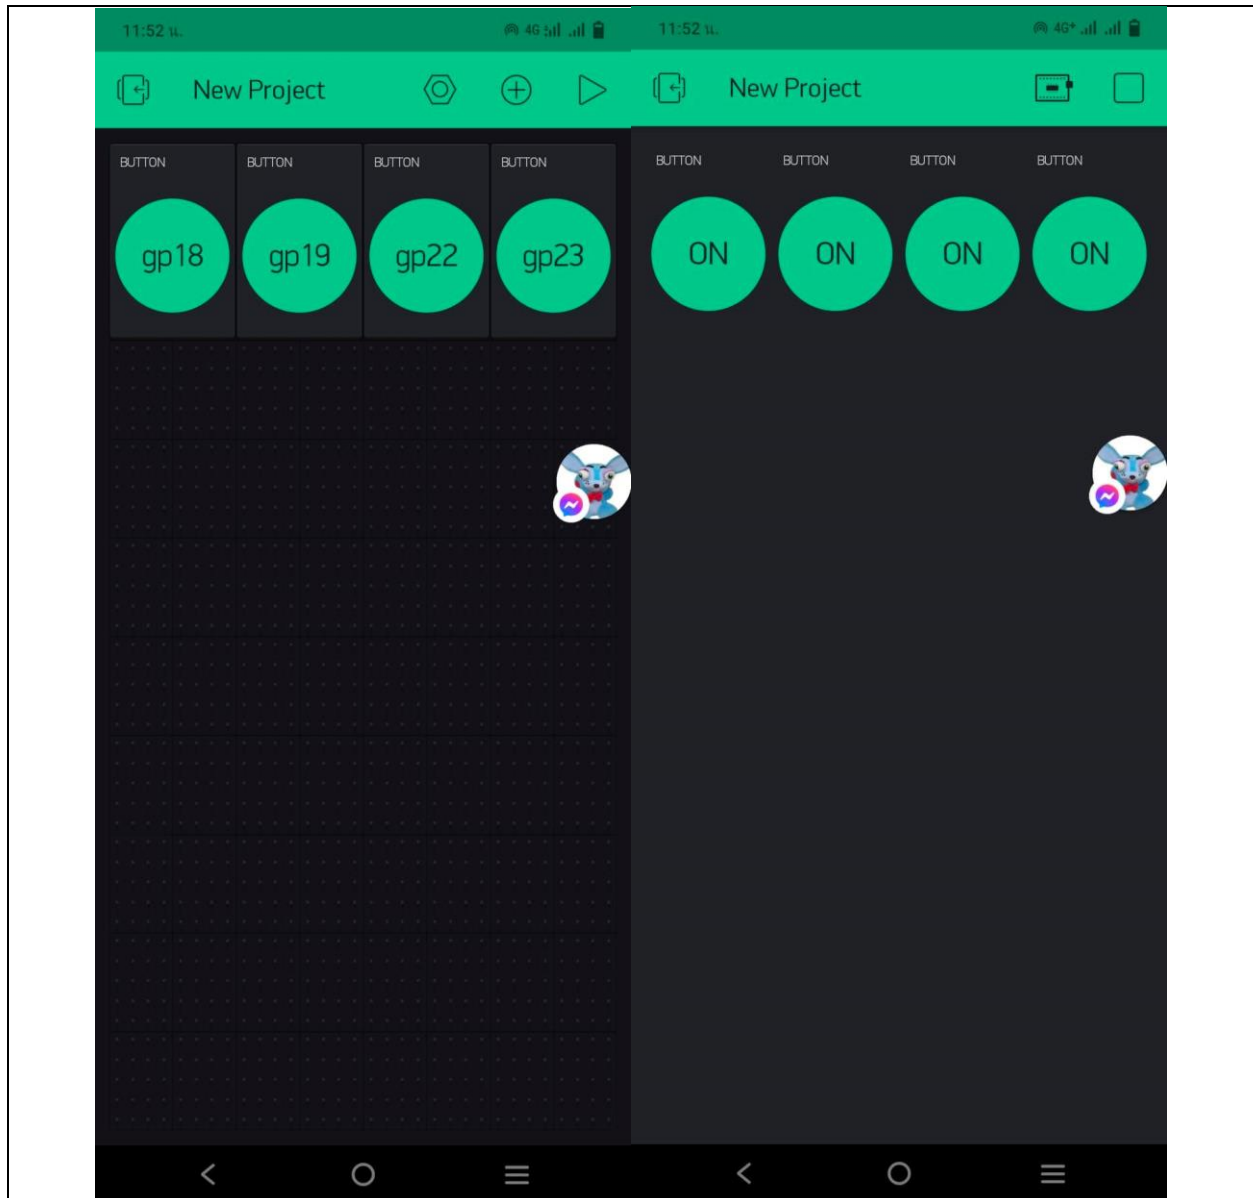 11:52 น.
4G
New Project
BUTTON
BUTTON
BUTTON
BUTTON
gp18
gp19
gp22
gp23
11:52 น.
4G+
New Project
BUTTON
BUTTON
BUTTON
BUTTON
ON
ON
ON
ON